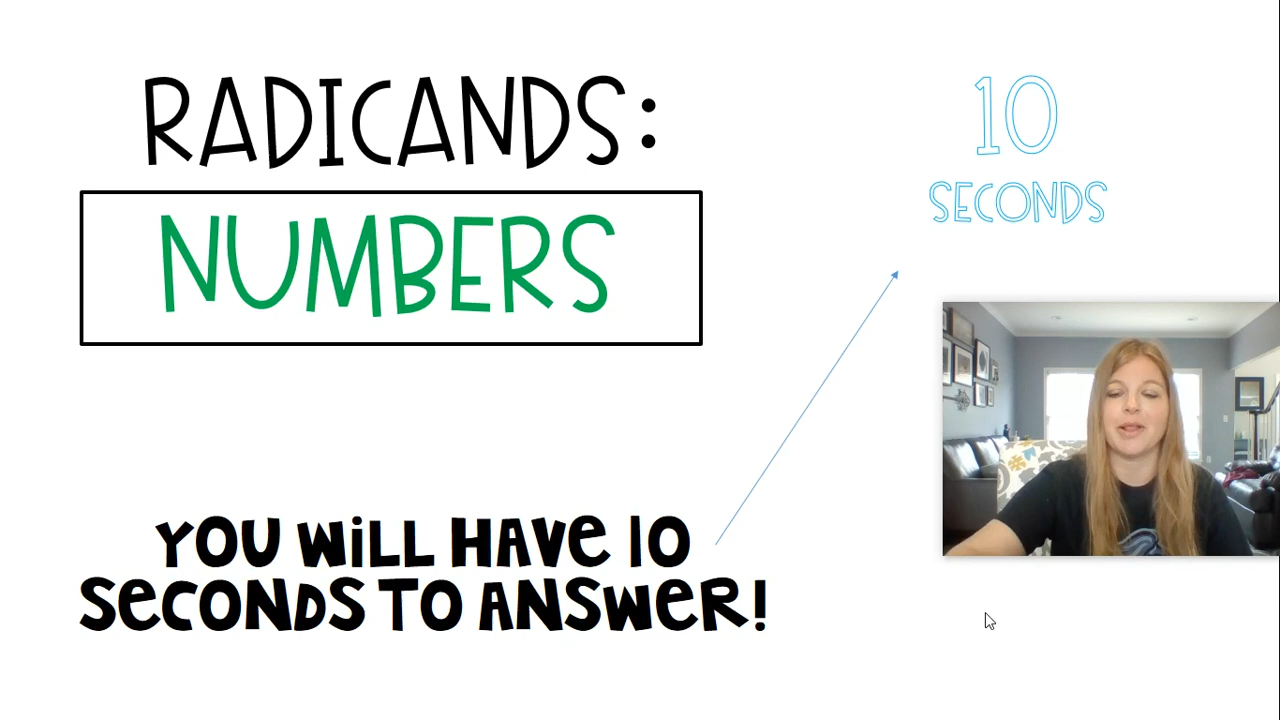 RADICANDS:
NUMBERS
10
SECONDS
YOU WILL HAVE 10
SECONDS TO ANSWER!